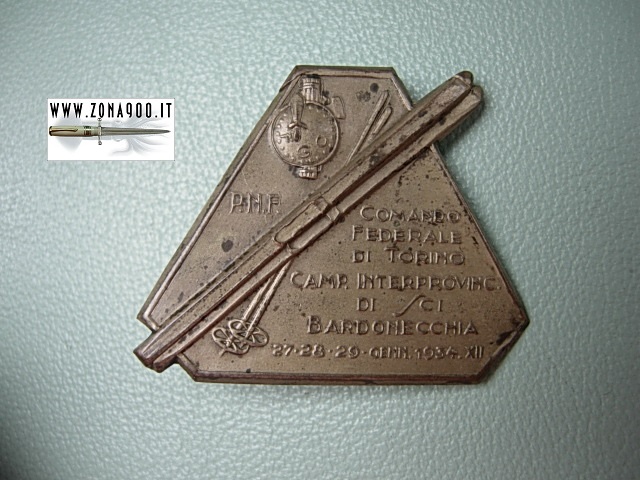 WWW.ZONA900.IT
P.N.F.
COMANDO
FEDERALE
DI TORINO
CAMP. INTERPROVINC.
DI SCI
BARDONECCHIA
27·28·29·GENN.1934.XII